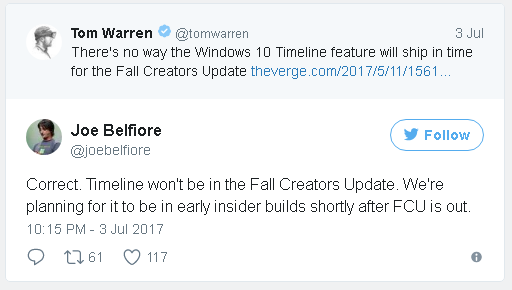 Tom Warren @tomwarren 3 Jul
There's no way the Windows 10 Timeline feature will ship in time
for the Fall Creators Update theverge.com/2017/5/11/1561...
Joe Belfiore
@joebelfiore
Follow
Correct. Timeline won't be in the Fall Creators Update. We're
planning for it to be in early insider builds shortly after FCU is out.
10:15 PM - 3 Jul 2017
61 117